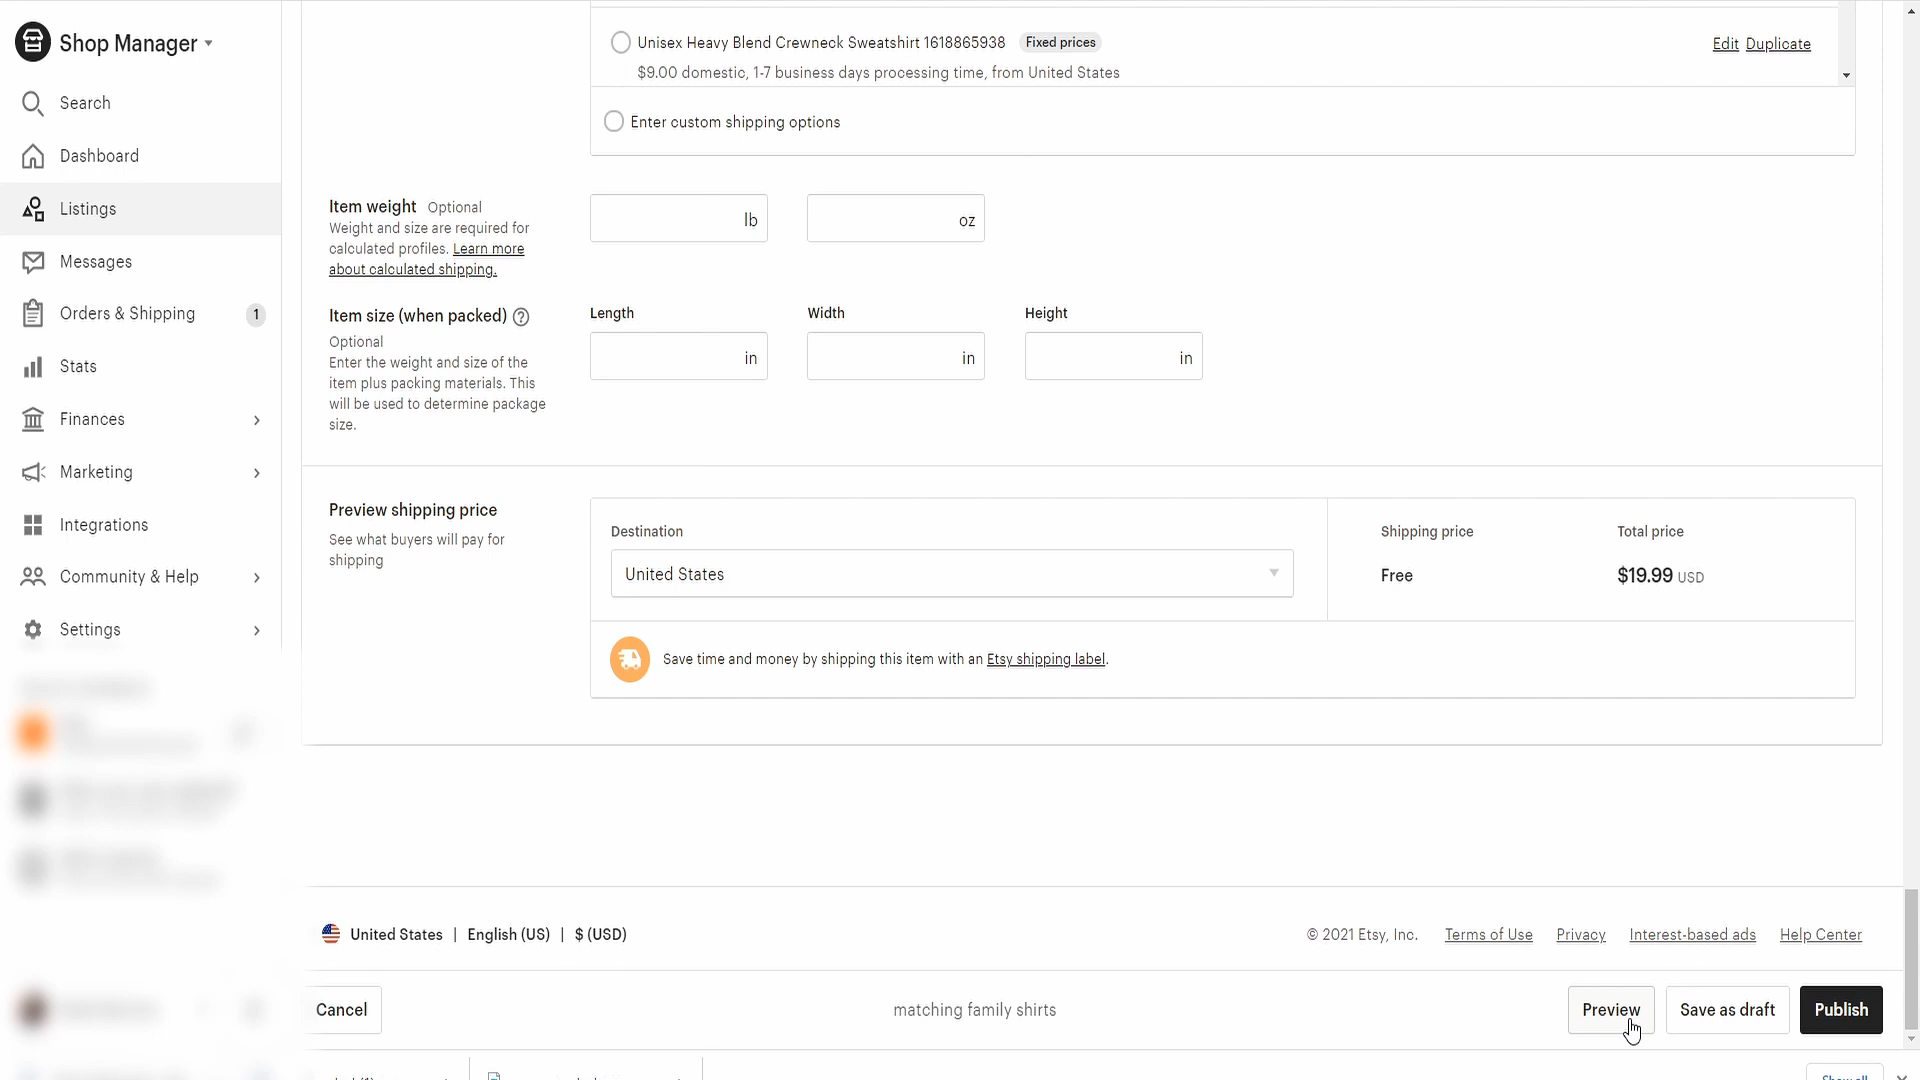 Shop Manager
Search
Dashboard
Listings
Messages
Orders & Shipping 1
Stats
Finances
Marketing
Integrations
Community & Help
Settings
Unisex Heavy Blend Crewneck Sweatshirt 1618865938 Fixed prices
Edit Duplicate
$9.00 domestic, 1-7 business days processing time, from United States
Enter custom shipping options
Item weight Optional
Weight and size are required for
calculated profiles. Learn more
about calculated shipping.
lb oz
Item size (when packed) ?
Optional
Enter the weight and size of the
item plus packing materials. This
will be used to determine package
size.
Length Width Height
in in in
Preview shipping price
See what buyers will pay for
shipping
Destination
United States
Shipping price Total price
Free $19.99 USD
Save time and money by shipping this item with an Etsy shipping label.
United States | English (US) | $ (USD)
© 2021 Etsy, Inc. Terms of Use Privacy Interest-based ads Help Center
Cancel matching family shirts Preview Save as draft Publish
Show all